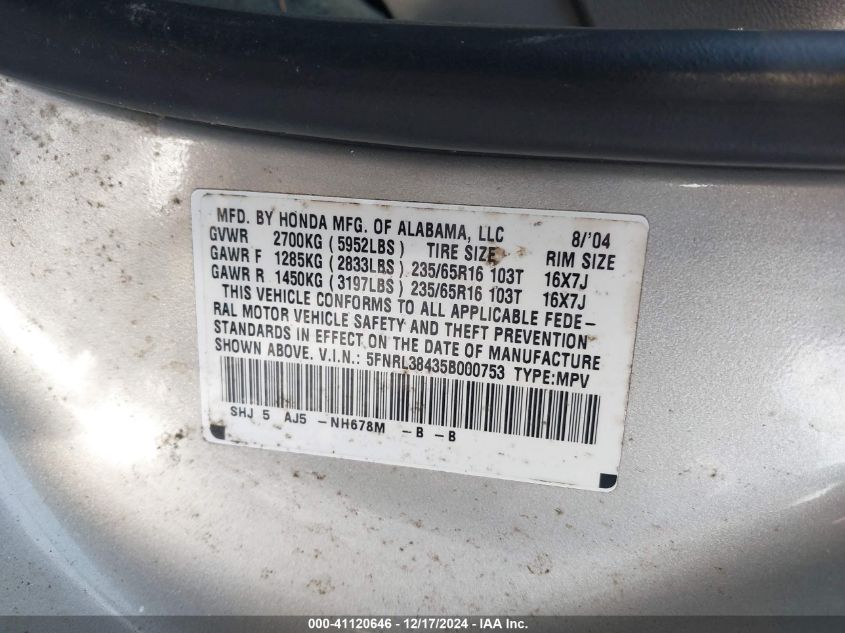 MFD. BY HONDA MFG. OF ALABAMA, LLC 8/'04
GVWR 2700KG (5952LBS) TIRE SIZE RIM SIZE
GAWR F 1285KG (2833LBS) 235/65R16 103T 16X7J
GAWR R 1450KG (3197LBS) 235/65R16 103T 16X7J
THIS VEHICLE CONFORMS TO ALL APPLICABLE FEDE-
RAL MOTOR VEHICLE SAFETY AND THEFT PREVENTION
STANDARDS IN EFFECT ON THE DATE OF MANUFACTURE
SHOWN ABOVE. V.I.N.: 5FNRL38435B000753 TYPE:MPV
SHJ 5 AJ5 -NH678M -B -B
000-41120646 - 12/17/2024 - IAA Inc.